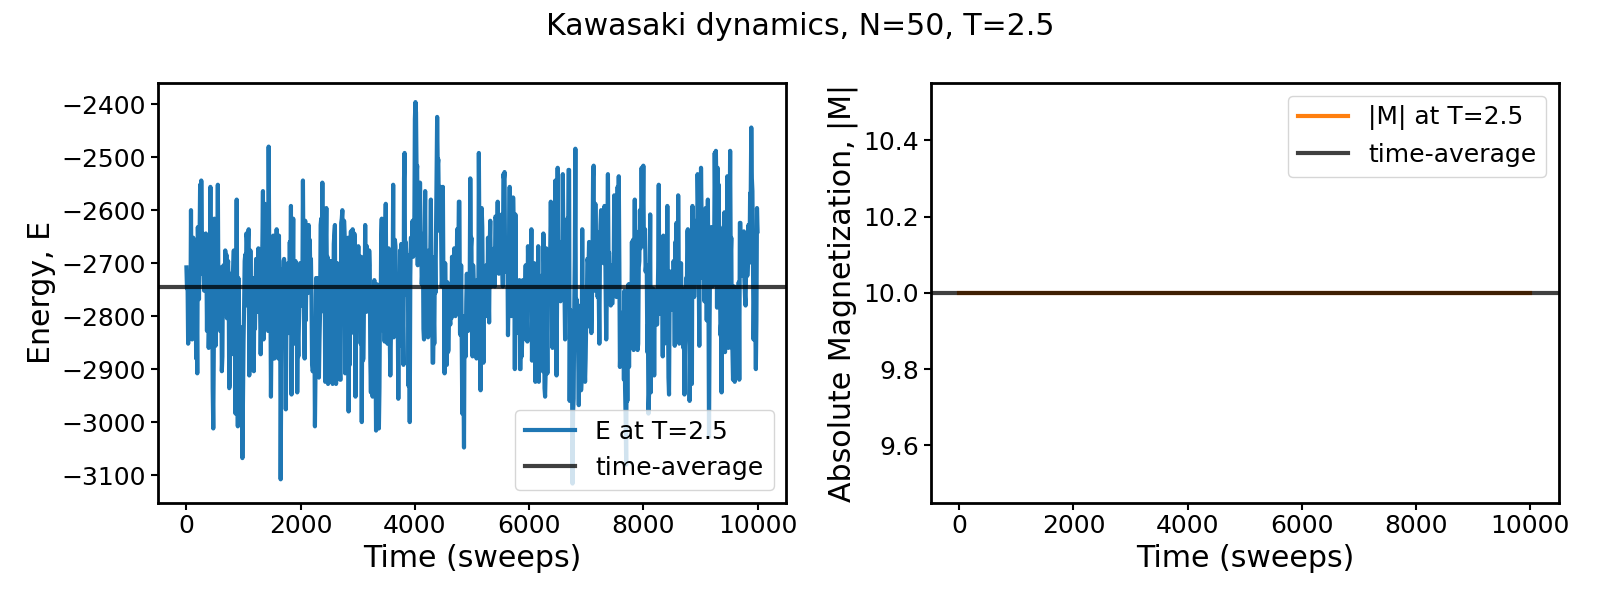 Kawasaki dynamics, N=50, T=2.5
Energy, E
−2400
−2500
−2600
−2700
−2800
−2900
−3000
−3100
E at T=2.5
time-average
0 2000 4000 6000 8000 10000
Time (sweeps)
Absolute Magnetization, |M|
10.4
10.2
10.0
9.8
9.6
|M| at T=2.5
time-average
0 2000 4000 6000 8000 10000
Time (sweeps)